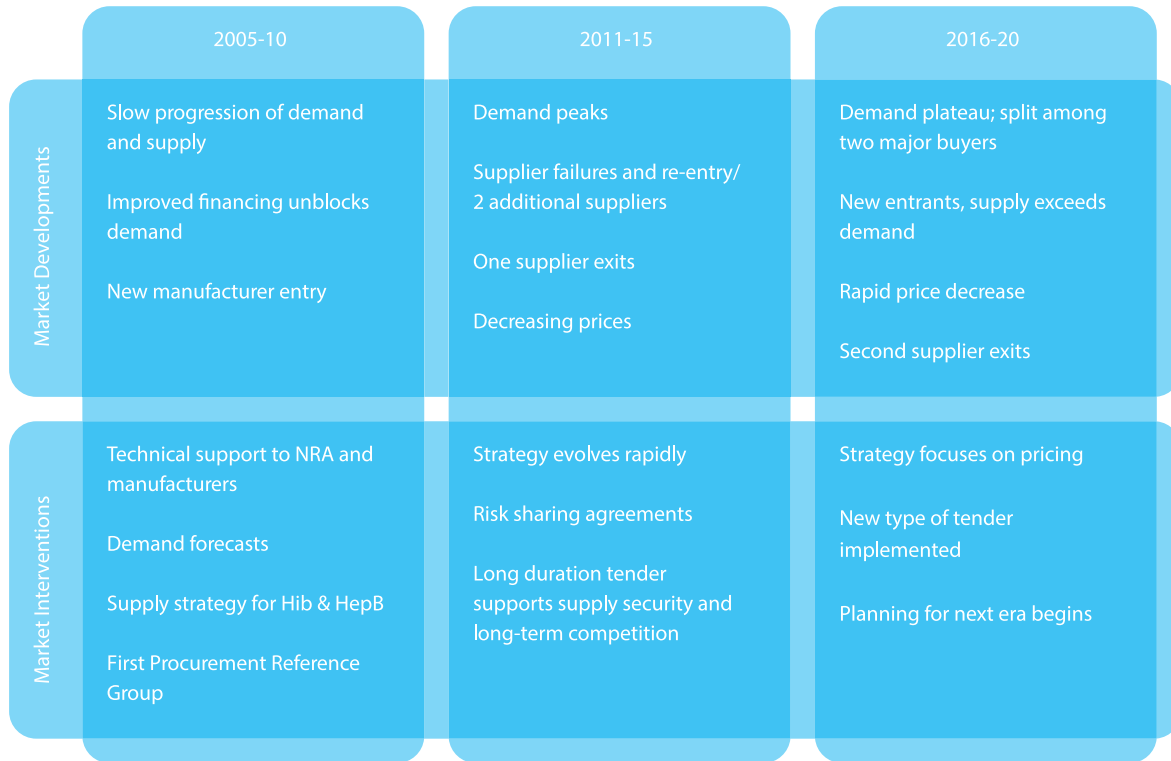 2005-10
2011-15
2016-20
Market Developments
Slow progression of demand
and supply
Improved financing unblocks
demand
New manufacturer entry
Demand peaks
Supplier failures and re-entry/
2 additional suppliers
One supplier exits
Decreasing prices
Demand plateau; split among
two major buyers
New entrants, supply exceeds
demand
Rapid price decrease
Second supplier exits
Market Interventions
Technical support to NRA and
manufacturers
Demand forecasts
Supply strategy for Hib & HepB
First Procurement Reference
Group
Strategy evolves rapidly
Risk sharing agreements
Long duration tender
supports supply security and
long-term competition
Strategy focuses on pricing
New type of tender
implemented
Planning for next era begins